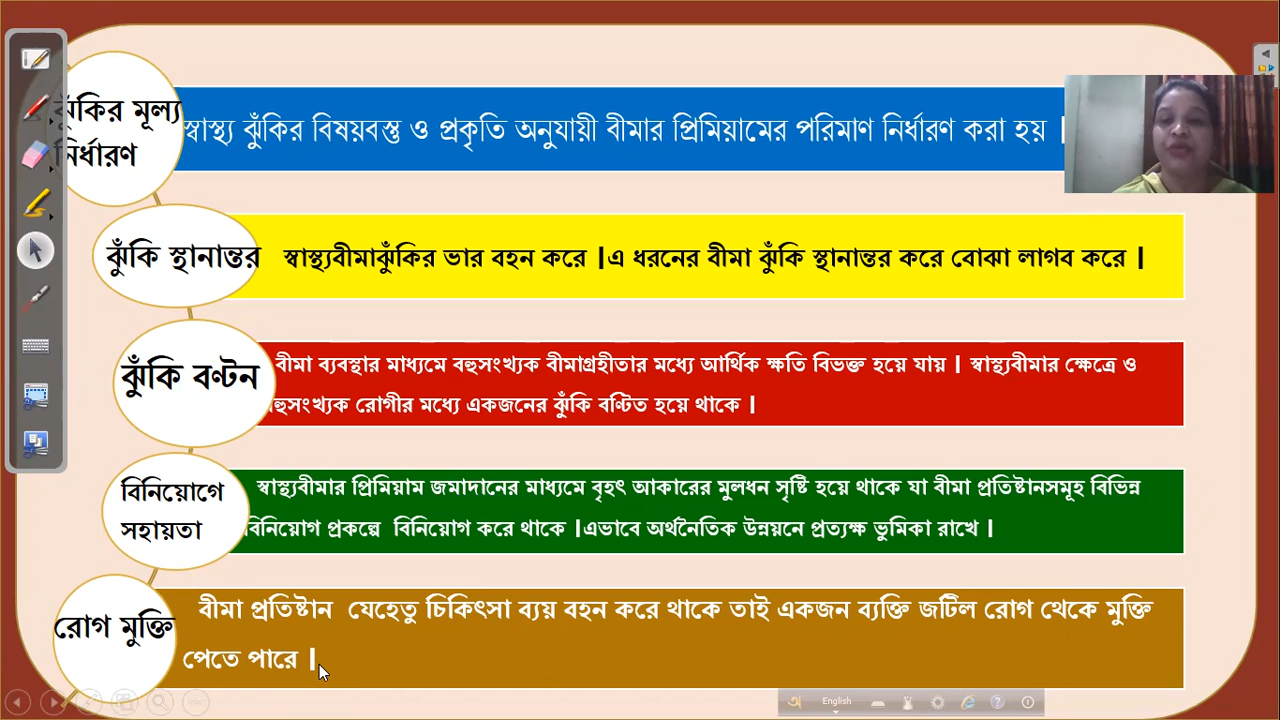 ঝুঁকির মূল্য
নির্ধারণ
স্বাস্থ্য ঝুঁকির বিষয়বস্তু ও প্রকৃতি অনুযায়ী বীমার প্রিমিয়ামের পরিমাণ নির্ধারণ করা হয় |
ঝুঁকি স্থানান্তর
স্বাস্থ্যবীমাঝুঁকির ভার বহন করে |এ ধরনের বীমা ঝুঁকি স্থানান্তর করে বোঝা লাগব করে |
ঝুঁকি বণ্টন
বীমা ব্যবস্থার মাধ্যমে বহুসংখ্যক বীমাগ্রহীতার মধ্যে আর্থিক ক্ষতি বিভক্ত হয়ে যায় | স্বাস্থ্যবীমার ক্ষেত্রে ও
বহুসংখ্যক রোগীর মধ্যে একজনের ঝুঁকি বণ্টিত হয়ে থাকে |
বিনিয়োগে
সহায়তা
স্বাস্থ্যবীমার প্রিমিয়াম জমাদানের মাধ্যমে বৃহৎ আকারের মুলধন সৃষ্টি হয়ে থাকে যা বীমা প্রতিষ্টানসমূহ বিভিন্ন
বিনিয়োগ প্রকল্পে বিনিয়োগ করে থাকে |এভাবে অর্থনৈতিক উন্নয়নে প্রত্যক্ষ ভুমিকা রাখে |
রোগ মুক্তি
বীমা প্রতিষ্টান যেহেতু চিকিৎসা ব্যয় বহন করে থাকে তাই একজন ব্যক্তি জটিল রোগ থেকে মুক্তি
পেতে পারে |
অ English